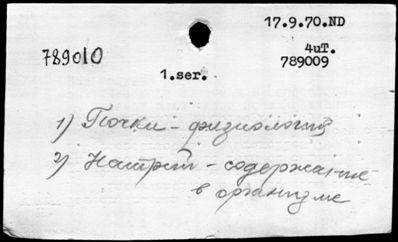 17.9.70.ND
789010
4uT.
789009
1.ser.
1) Почки - физиология
2) Натрий - содержание
в организме